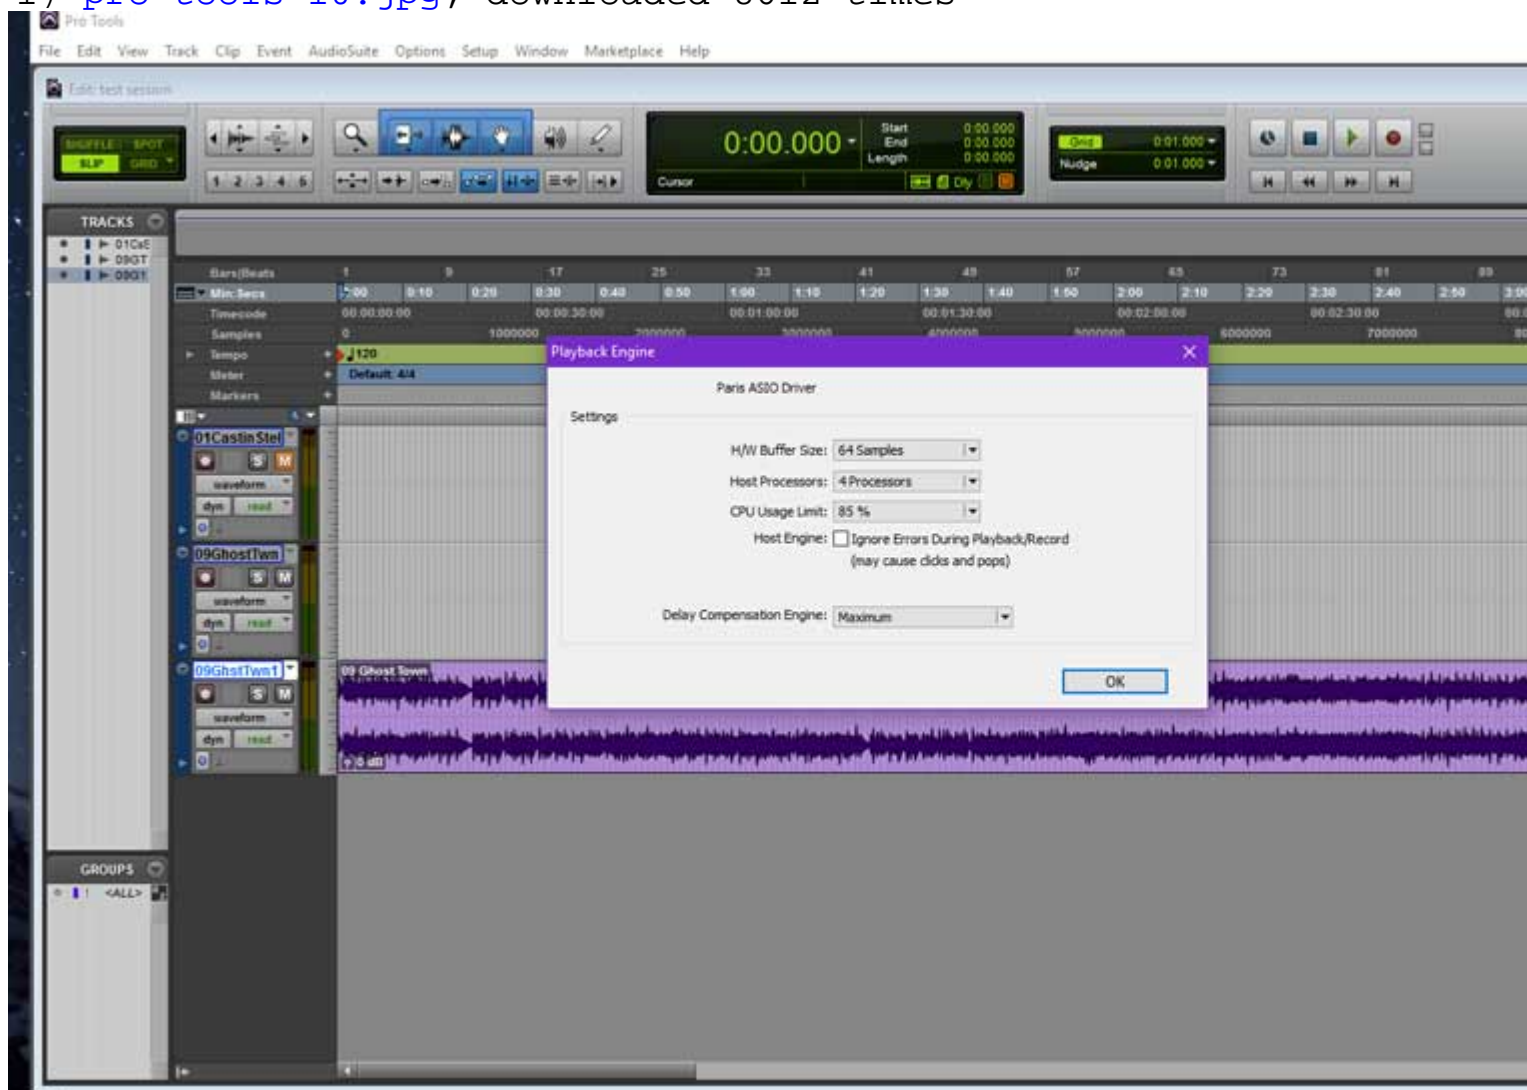 Pro Tools
File Edit View Track Clip Event AudioSuite Options Setup Window Marketplace Help
Edit: test session
SHUFFLE SPOT
SLIP GRID
1 2 3 4 5
0:00.000
Start 0:00.000
End 0:00.000
Length 0:00.000
Cursor
Dly
Grid 0:01.000
Nudge 0:01.000
TRACKS
01CsS
09GT
09G1
Bars|Beats 1 9 17 25 33 41 49 57 65 73 81 89
Min:Secs 0:00 0:10 0:20 0:30 0:40 0:50 1:00 1:10 1:20 1:30 1:40 1:50 2:00 2:10 2:20 2:30 2:40 2:50 3:00
Timecode 00:00:00:00 00:00:30:00 00:01:00:00 00:01:30:00 00:02:00:00 00:02:30:00
Samples 0 1000000 2000000 3000000 4000000 5000000 6000000 7000000
Tempo 120
Meter Default: 4/4
Markers
Playback Engine
Paris ASIO Driver
Settings
H/W Buffer Size: 64 Samples
Host Processors: 4 Processors
CPU Usage Limit: 85 %
Host Engine: Ignore Errors During Playback/Record
(may cause clicks and pops)
Delay Compensation Engine: Maximum
OK
01CastinStel
S M
waveform
dyn read
09GhostTwn
S M
waveform
dyn read
09GhstTwn1
S M
waveform
dyn read
09 Ghost Town
0 dB
GROUPS
! <ALL>